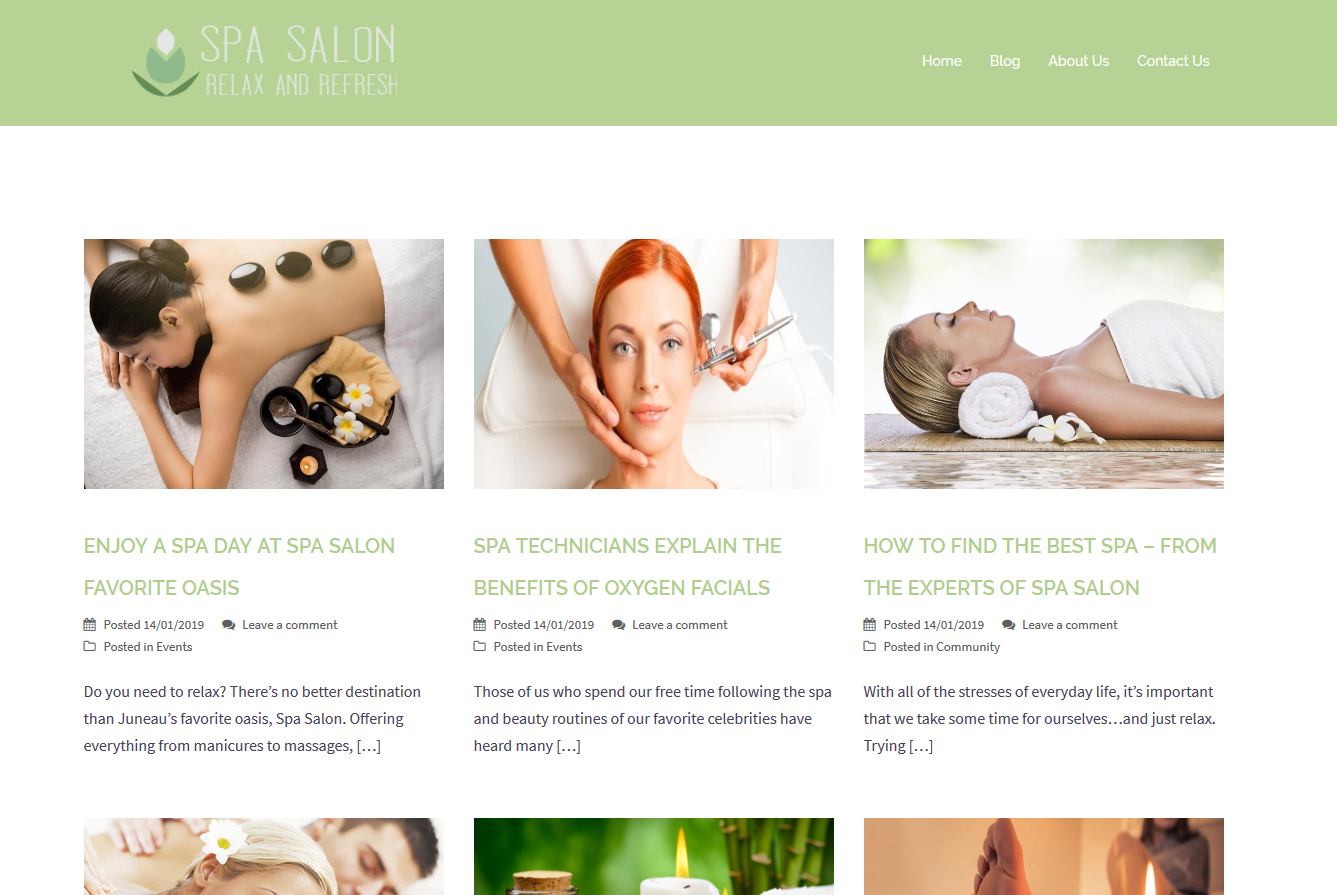 SPA SALON
RELAX AND REFRESH
Home Blog About Us Contact Us
ENJOY A SPA DAY AT SPA SALON
FAVORITE OASIS
Posted 14/01/2019 Leave a comment
Posted in Events
Do you need to relax? There’s no better destination
than Juneau’s favorite oasis, Spa Salon. Offering
everything from manicures to massages, […]
SPA TECHNICIANS EXPLAIN THE
BENEFITS OF OXYGEN FACIALS
Posted 14/01/2019 Leave a comment
Posted in Events
Those of us who spend our free time following the spa
and beauty routines of our favorite celebrities have
heard many […]
HOW TO FIND THE BEST SPA – FROM
THE EXPERTS OF SPA SALON
Posted 14/01/2019 Leave a comment
Posted in Community
With all of the stresses of everyday life, it’s important
that we take some time for ourselves…and just relax.
Trying […]